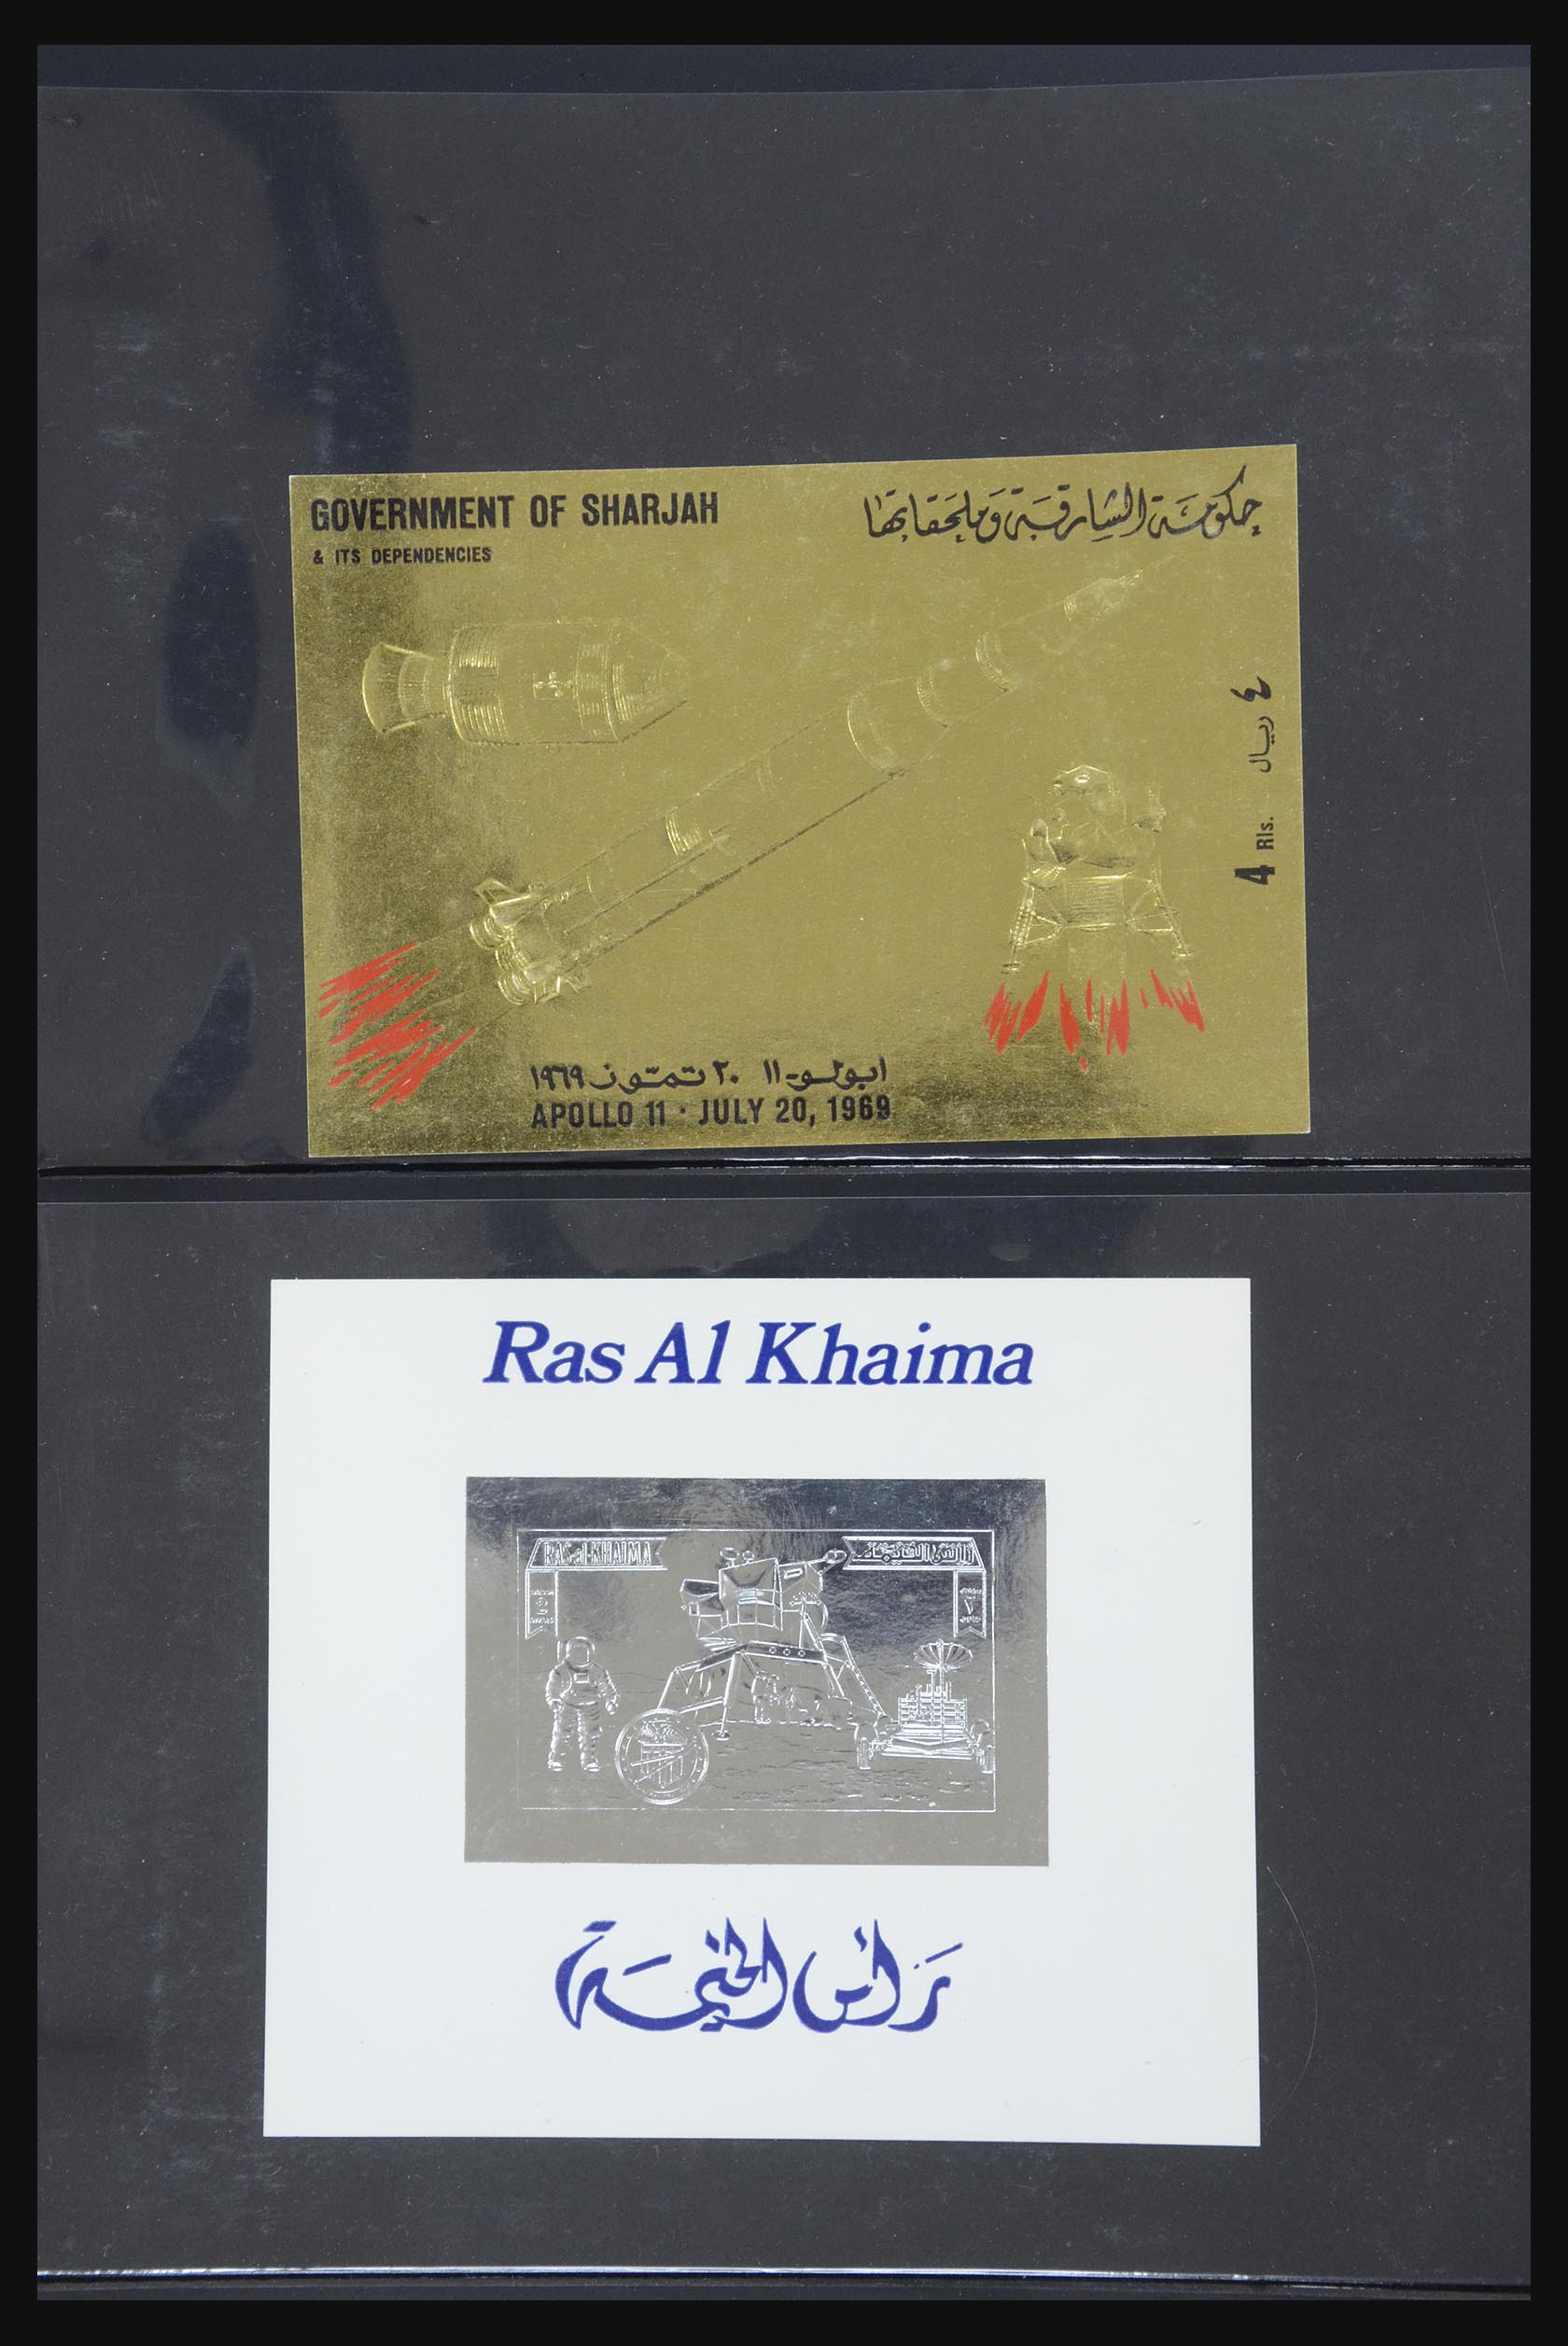 GOVERNMENT OF SHARJAH
& ITS DEPENDENCIES
حكومة الشارقة وملحقاتها
٤ ريال
4 Rls.
ابولو-١١ ٢٠ تموز ١٩٦٩
APOLLO 11 · JULY 20, 1969
Ras Al Khaima
RAS al-KHAIMA
رأس الخيمة